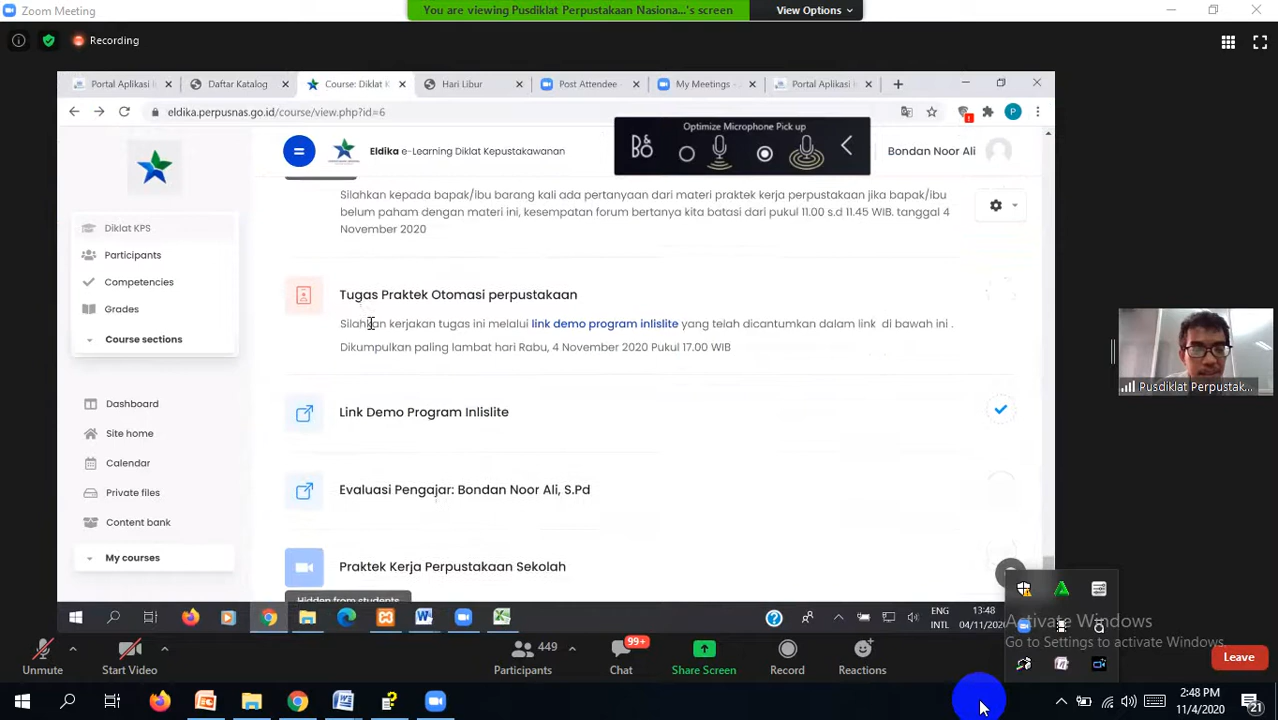 Zoom Meeting
You are viewing Pusdiklat Perpustakaan Nasiona...'s screen
View Options
Recording
Portal Aplikasi I
Daftar Katalog
Course: Diklat K
Hari Libur
Post Attendee
My Meetings -
Portal Aplikasi I
eldika.perpusnas.go.id/course/view.php?id=6
P
Optimize Microphone Pick up
B&O
Eldika e-Learning Diklat Kepustakawanan
Bondan Noor Ali
Diklat KPS
Participants
Competencies
Grades
Course sections
Dashboard
Site home
Calendar
Private files
Content bank
My courses
Silahkan kepada bapak/ibu barang kali ada pertanyaan dari materi praktek kerja perpustakaan jika bapak/ibu
belum paham dengan materi ini, kesempatan forum bertanya kita batasi dari pukul 11.00 s.d 11.45 WIB. tanggal 4
November 2020
Tugas Praktek Otomasi perpustakaan
Silahkan kerjakan tugas ini melalui link demo program inlislite yang telah dicantumkan dalam link di bawah ini .
Dikumpulkan paling lambat hari Rabu, 4 November 2020 Pukul 17.00 WIB
Link Demo Program Inlislite
Evaluasi Pengajar: Bondan Noor Ali, S.Pd
Praktek Kerja Perpustakaan Sekolah
Hidden from students
Pusdiklat Perpustak...
ENG
INTL
13:48
04/11/2020
Activate Windows
Go to Settings to activate Windows.
Unmute
Start Video
449
Participants
99+
Chat
Share Screen
Record
Reactions
Leave
2:48 PM
11/4/2020
21